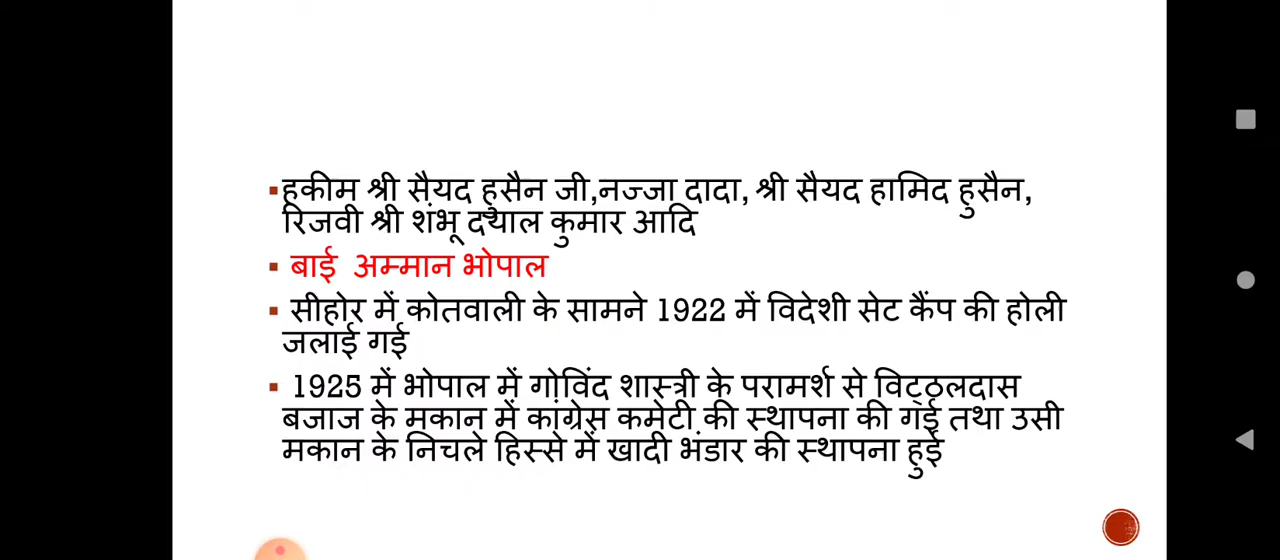 ▪हकीम श्री सैयद हुसैन जी,नज्जा दादा, श्री सैयद हामिद हुसैन,
रिजवी श्री शंभू दयाल कुमार आदि
▪ बाई  अम्मान भोपाल
▪ सीहोर में कोतवाली के सामने 1922 में विदेशी सेट कैंप की होली
जलाई गई
▪ 1925 में भोपाल में गोविंद शास्त्री के परामर्श से विट्ठलदास
बजाज के मकान में कांग्रेस कमेटी की स्थापना की गई तथा उसी
मकान के निचले हिस्से में खादी भंडार की स्थापना हुई